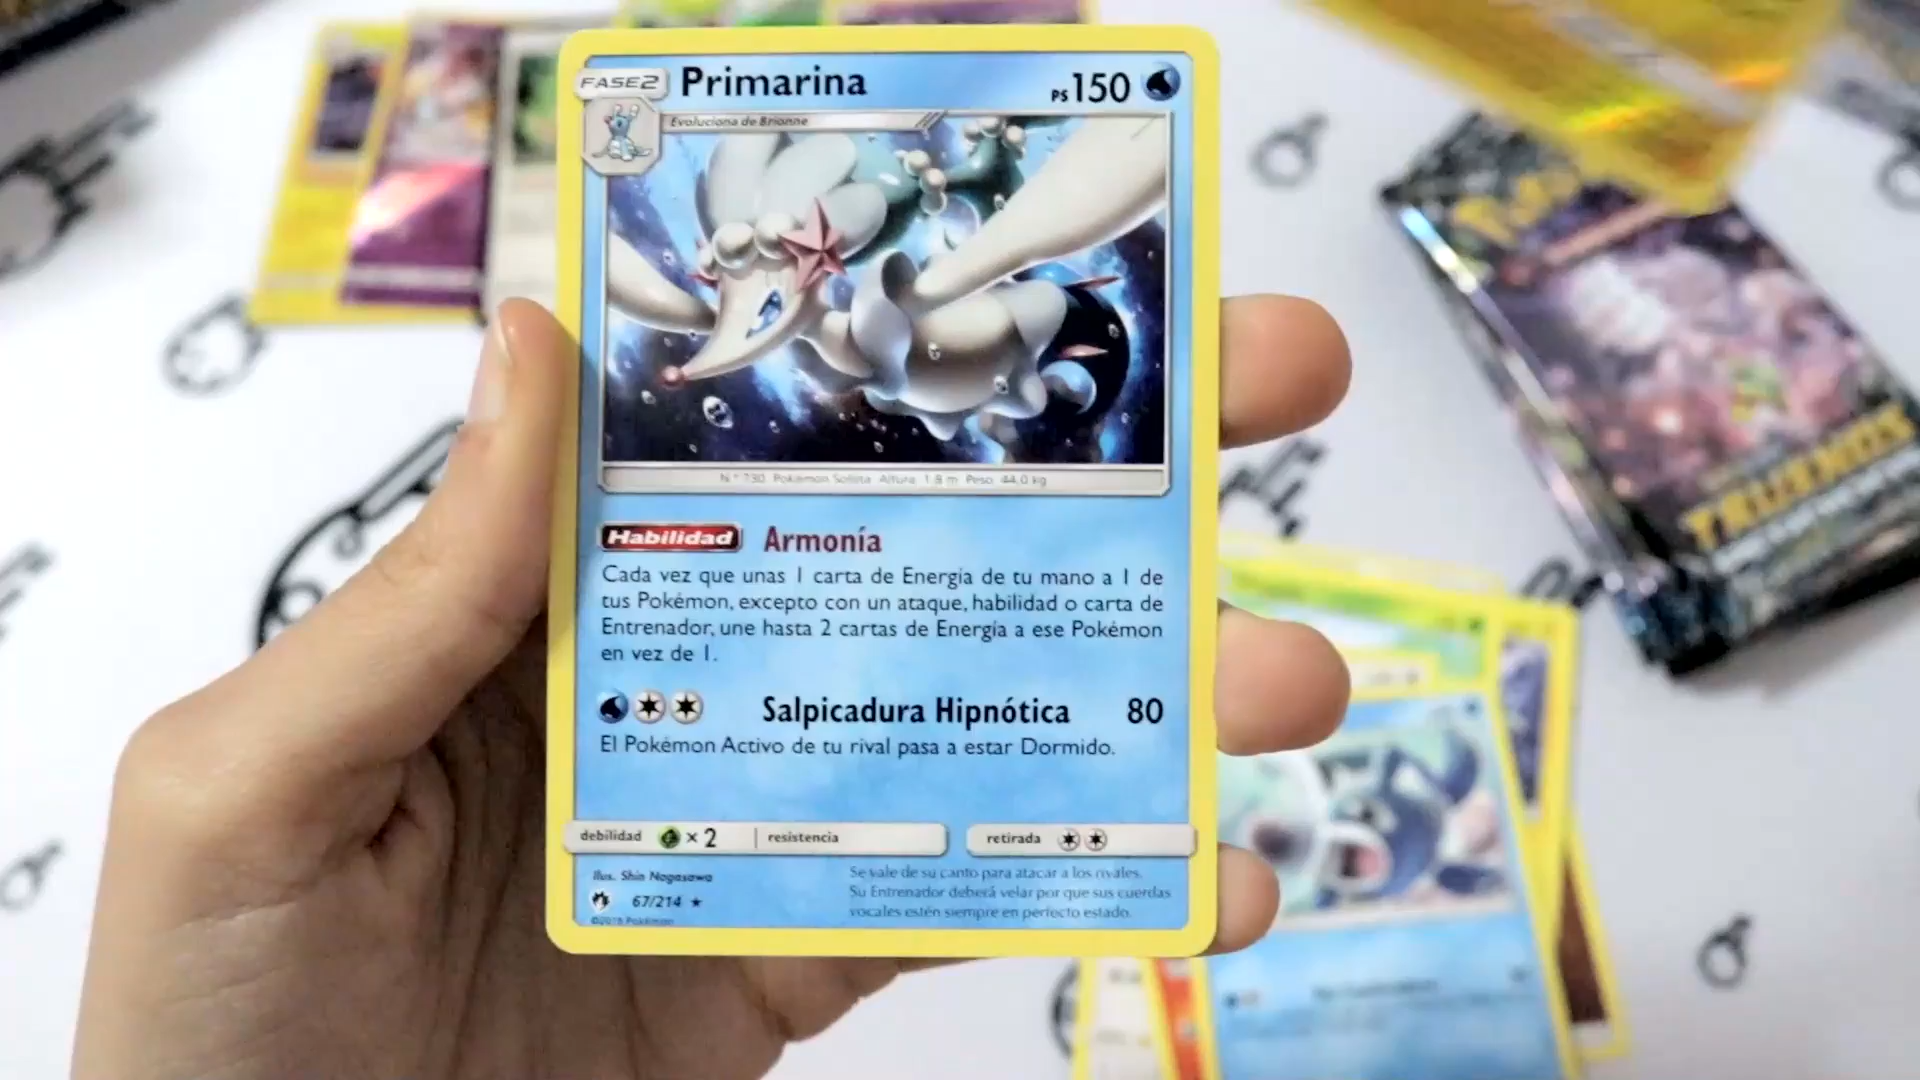 FASE2 Primarina PS150
Evoluciona de Brionne
N.º 730 Pokémon Solista Altura: 1.8 m Peso: 44,0 kg
Habilidad Armonía
Cada vez que unas 1 carta de Energía de tu mano a 1 de
tus Pokémon, excepto con un ataque, habilidad o carta de
Entrenador, une hasta 2 cartas de Energía a ese Pokémon
en vez de 1.
Salpicadura Hipnótica 80
El Pokémon Activo de tu rival pasa a estar Dormido.
debilidad × 2 resistencia retirada
Ilus. Shin Nagasawa
67/214 ★
Se vale de su canto para atacar a los rivales.
Su Entrenador deberá velar por que sus cuerdas
vocales estén siempre en perfecto estado.
TRUENOS